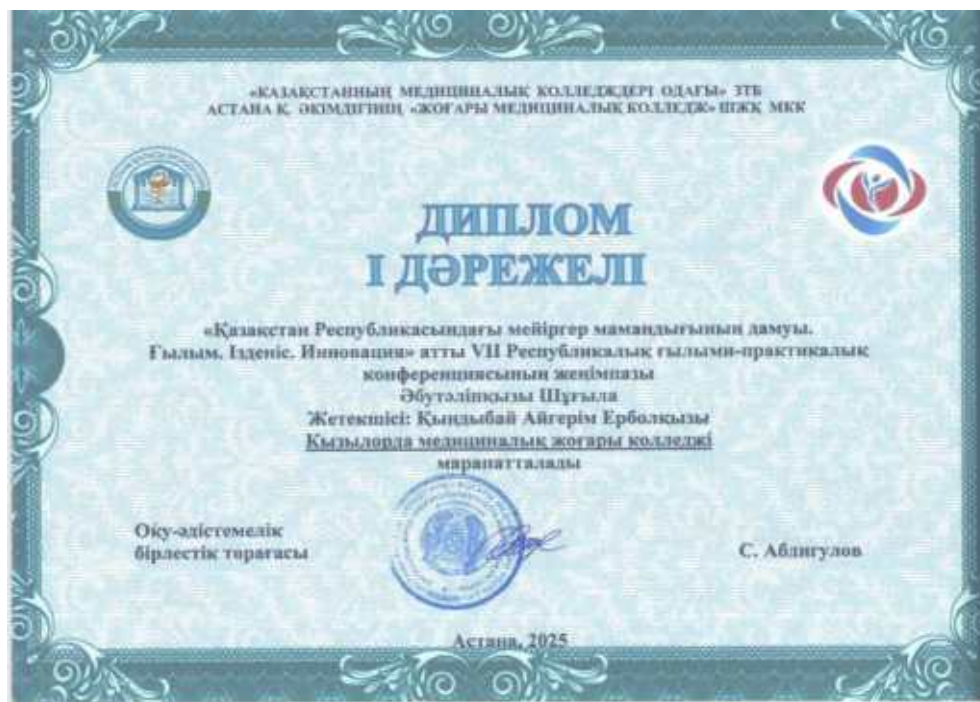 «ҚАЗАҚСТАННЫҢ МЕДИЦИНАЛЫҚ КОЛЛЕДЖДЕРІ ОДАҒЫ» ЗТБ
АСТАНА Қ. ӘКІМДІГІНІҢ «ЖОҒАРЫ МЕДИЦИНАЛЫҚ КОЛЛЕДЖ» ШЖҚ МКК
ДИПЛОМ
І ДӘРЕЖЕЛІ
«Қазақстан Республикасындағы мейіргер мамандығының дамуы.
Ғылым. Ізденіс. Инновация» атты VII Республикалық ғылыми-практикалық
конференциясының жеңімпазы
Әбутәліпқызы Шұғыла
Жетекшісі: Қындыбай Айгерім Ерболқызы
Қызылорда медициналық жоғары колледжі
марапатталады
Оқу-әдістемелік
бірлестік төрағасы
С. Аблигулов
Астана, 2025